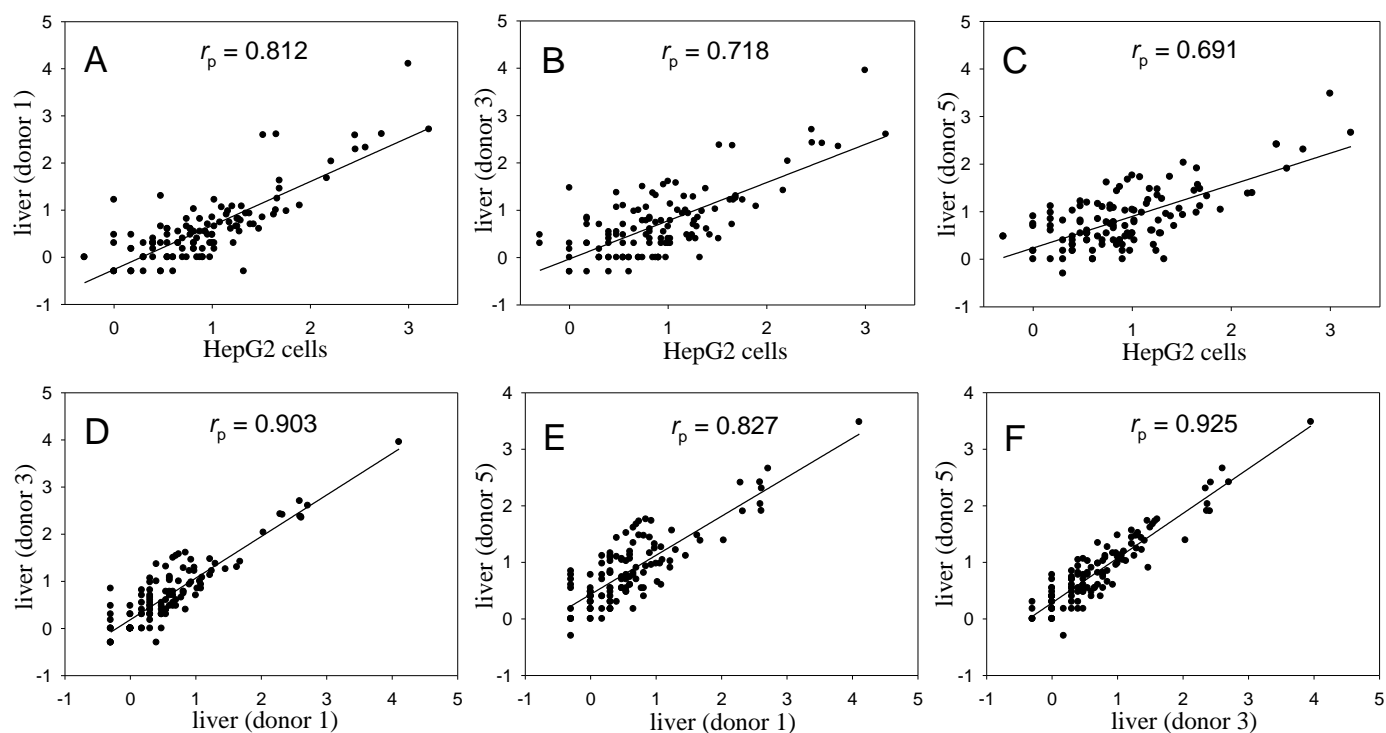 A
r_p = 0.812
5
4
3
2
1
0
-1
liver (donor 1)
0 1 2 3
HepG2 cells
B
r_p = 0.718
5
4
3
2
1
0
-1
liver (donor 3)
0 1 2 3
HepG2 cells
C
r_p = 0.691
5
4
3
2
1
0
-1
liver (donor 5)
0 1 2 3
HepG2 cells
D
r_p = 0.903
5
4
3
2
1
0
-1
liver (donor 3)
-1 0 1 2 3 4 5
liver (donor 1)
E
r_p = 0.827
4
3
2
1
0
-1
liver (donor 5)
-1 0 1 2 3 4 5
liver (donor 1)
F
r_p = 0.925
4
3
2
1
0
-1
liver (donor 5)
-1 0 1 2 3 4 5
liver (donor 3)